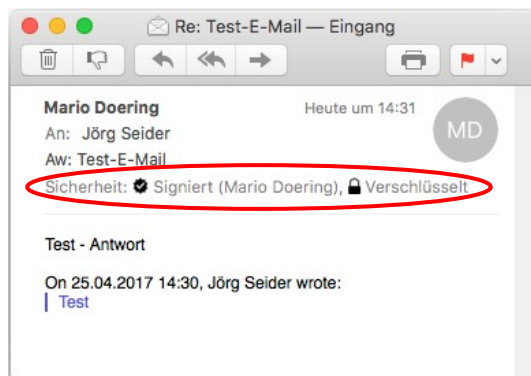 Re: Test-E-Mail — Eingang
Mario Doering
Heute um 14:31
MD
An: Jörg Seider
Aw: Test-E-Mail
Sicherheit: Signiert (Mario Doering), Verschlüsselt
Test - Antwort
On 25.04.2017 14:30, Jörg Seider wrote:
Test